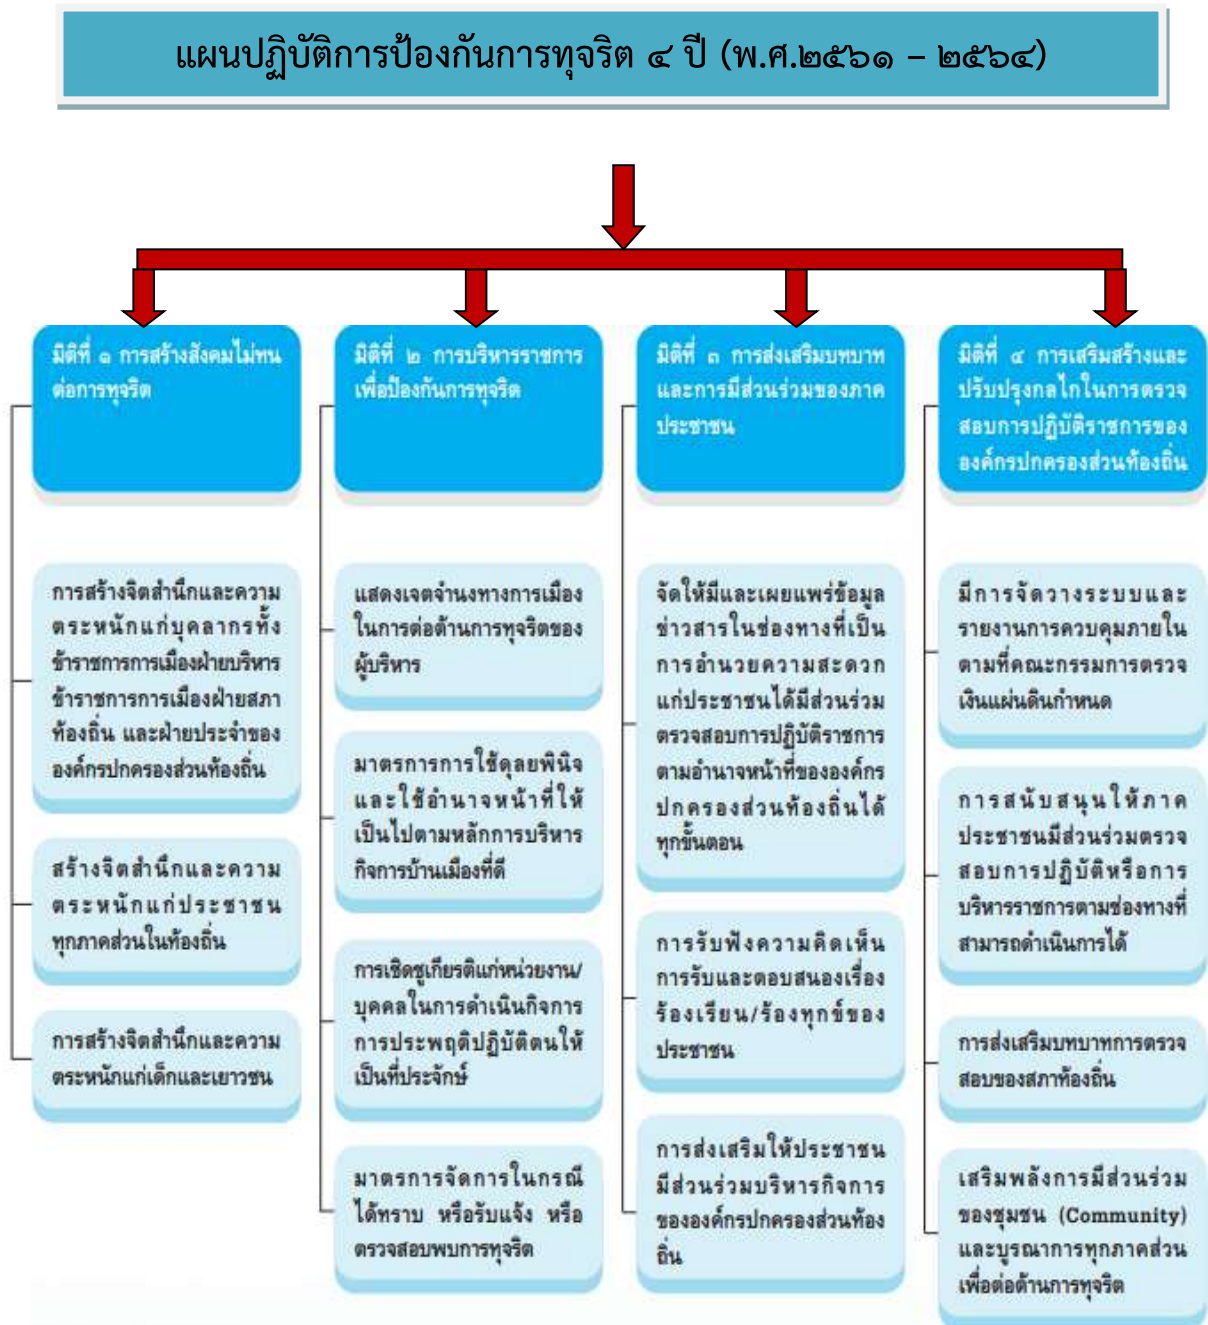 แผนปฏิบัติการป้องกันการทุจริต ๔ ปี (พ.ศ.๒๕๖๑ – ๒๕๖๔)
มิติที่ ๑ การสร้างสังคมไม่ทน
ต่อการทุจริต
การสร้างจิตสำนึกและความ
ตระหนักแก่บุคลากรทั้ง
ข้าราชการการเมืองฝ่ายบริหาร
ข้าราชการการเมืองฝ่ายสภา
ท้องถิ่น และฝ่ายประจำของ
องค์กรปกครองส่วนท้องถิ่น
สร้างจิตสำนึกและความ
ตระหนักแก่ประชาชน
ทุกภาคส่วนในท้องถิ่น
การสร้างจิตสำนึกและความ
ตระหนักแก่เด็กและเยาวชน
มิติที่ ๒ การบริหารราชการ
เพื่อป้องกันการทุจริต
แสดงเจตจำนงทางการเมือง
ในการต่อต้านการทุจริตของ
ผู้บริหาร
มาตรการการใช้ดุลยพินิจ
และใช้อำนาจหน้าที่ให้
เป็นไปตามหลักการบริหาร
กิจการบ้านเมืองที่ดี
การเชิดชูเกียรติแก่หน่วยงาน/
บุคคลในการดำเนินกิจการ
การประพฤติปฏิบัติตนให้
เป็นที่ประจักษ์
มาตรการจัดการในกรณี
ได้ทราบ หรือรับแจ้ง หรือ
ตรวจสอบพบการทุจริต
มิติที่ ๓ การส่งเสริมบทบาท
และการมีส่วนร่วมของภาค
ประชาชน
จัดให้มีและเผยแพร่ข้อมูล
ข่าวสารในช่องทางที่เป็น
การอำนวยความสะดวก
แก่ประชาชนได้มีส่วนร่วม
ตรวจสอบการปฏิบัติราชการ
ตามอำนาจหน้าที่ขององค์กร
ปกครองส่วนท้องถิ่นได้
ทุกขั้นตอน
การรับฟังความคิดเห็น
การรับและตอบสนองเรื่อง
ร้องเรียน/ร้องทุกข์ของ
ประชาชน
การส่งเสริมให้ประชาชน
มีส่วนร่วมบริหารกิจการ
ขององค์กรปกครองส่วนท้อง
ถิ่น
มิติที่ ๔ การเสริมสร้างและ
ปรับปรุงกลไกในการตรวจ
สอบการปฏิบัติราชการของ
องค์กรปกครองส่วนท้องถิ่น
มีการจัดวางระบบและ
รายงานการควบคุมภายใน
ตามที่คณะกรรมการตรวจ
เงินแผ่นดินกำหนด
การสนับสนุนให้ภาค
ประชาชนมีส่วนร่วมตรวจ
สอบการปฏิบัติหรือการ
บริหารราชการตามช่องทางที่
สามารถดำเนินการได้
การส่งเสริมบทบาทการตรวจ
สอบของสภาท้องถิ่น
เสริมพลังการมีส่วนร่วม
ของชุมชน (Community)
และบูรณาการทุกภาคส่วน
เพื่อต่อต้านการทุจริต